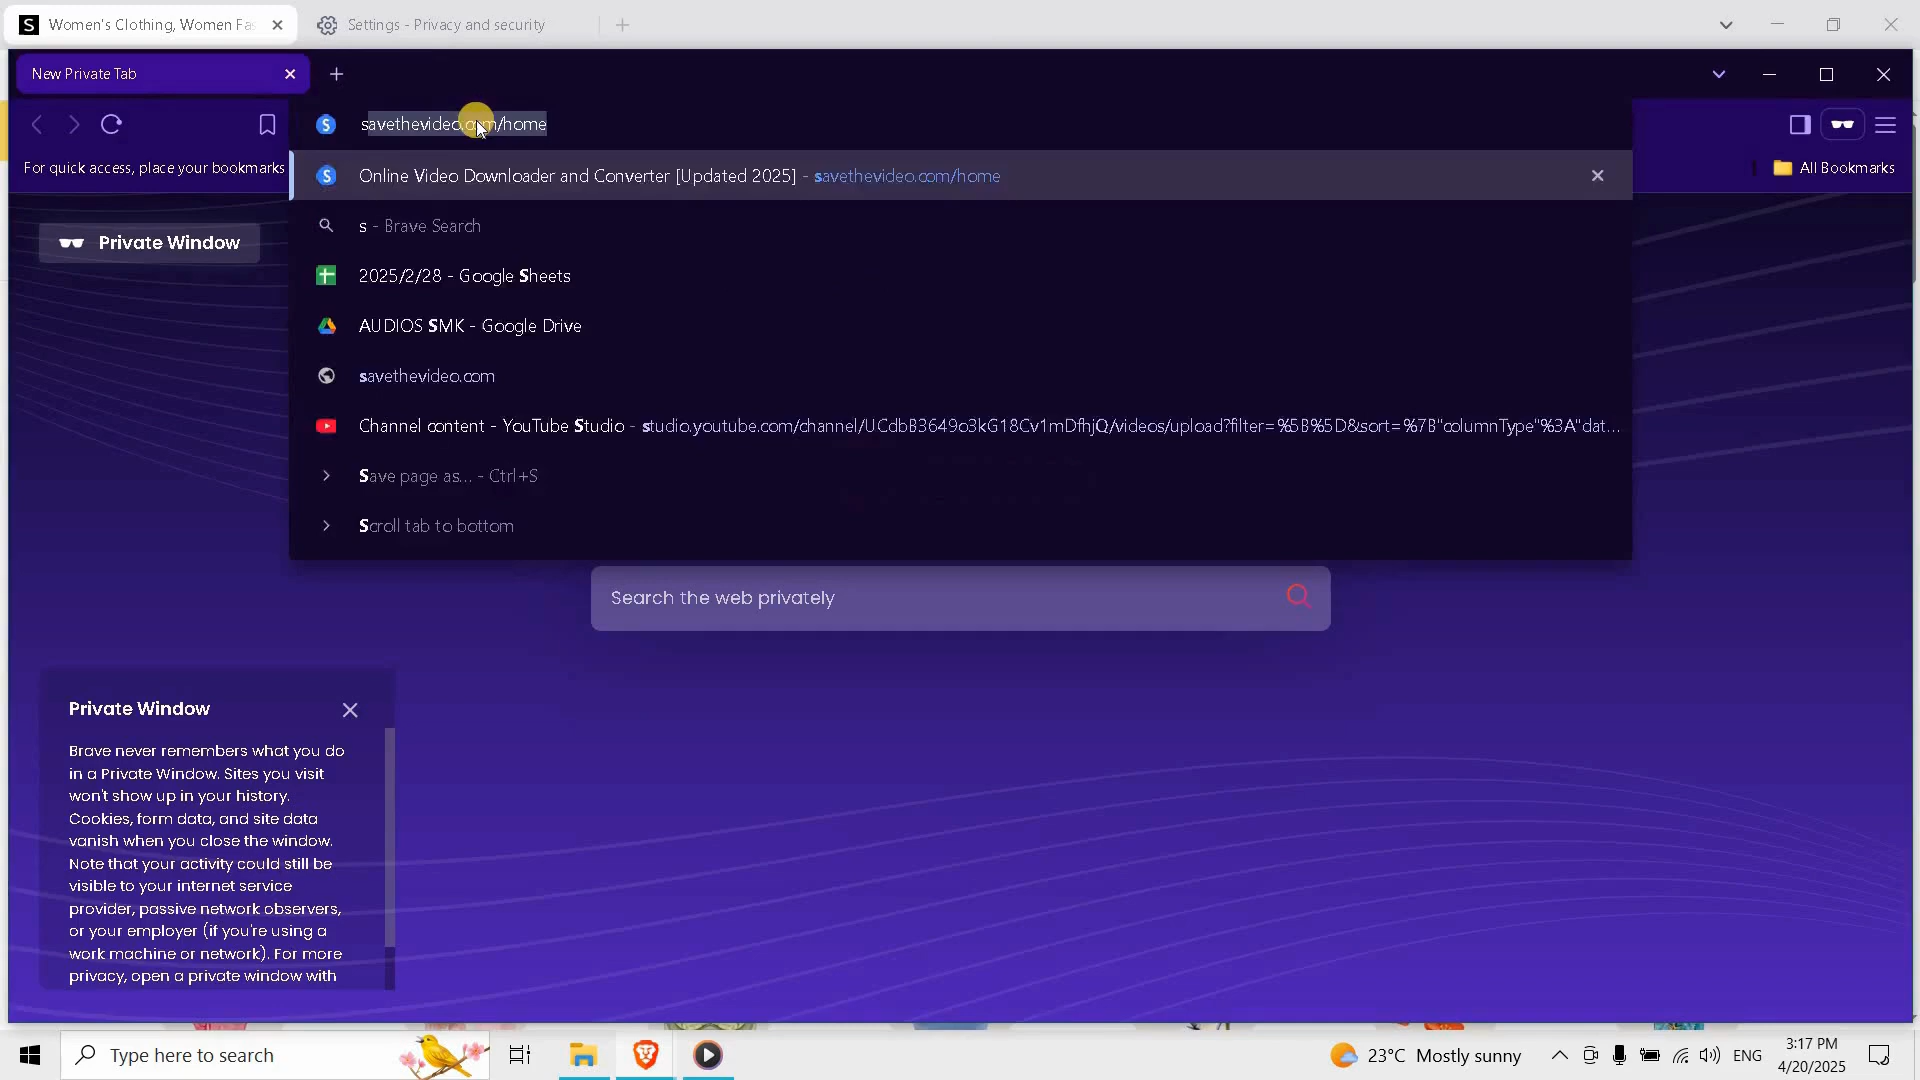 S Women's Clothing, Women Fas
Settings - Privacy and security
New Private Tab
savethevideo.com/home
For quick access, place your bookmarks
All Bookmarks
Online Video Downloader and Converter [Updated 2025] - savethevideo.com/home
s - Brave Search
2025/2/28 - Google Sheets
AUDIOS SMK - Google Drive
savethevideo.com
Channel content - YouTube Studio - studio.youtube.com/channel/UCdbB3649o3kG18Cv1mDfhjQ/videos/upload?filter=%5B%5D&sort=%7B"columnType"%3A"dat...
Save page as... - Ctrl+S
Scroll tab to bottom
Private Window
Search the web privately
Private Window
Brave never remembers what you do
in a Private Window. Sites you visit
won't show up in your history.
Cookies, form data, and site data
vanish when you close the window.
Note that your activity could still be
visible to your internet service
provider, passive network observers,
or your employer (if you're using a
work machine or network). For more
privacy, open a private window with
Type here to search
23°C Mostly sunny
ENG
3:17 PM
4/20/2025